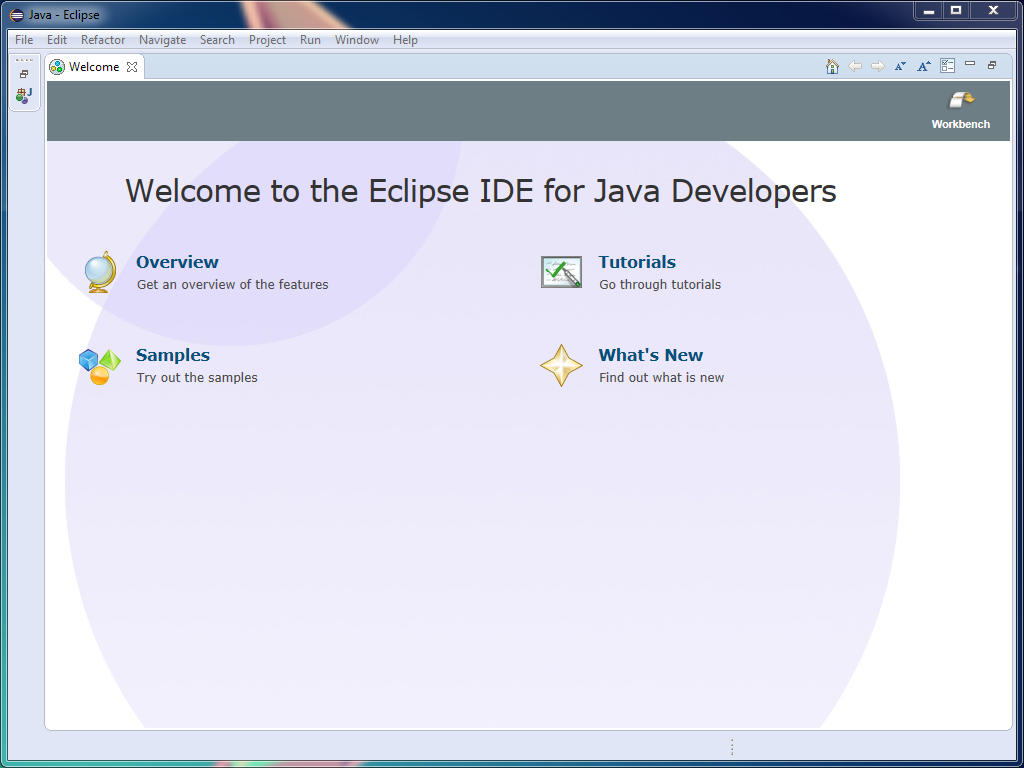 Java - Eclipse
File Edit Refactor Navigate Search Project Run Window Help
Welcome
Workbench
Welcome to the Eclipse IDE for Java Developers
Overview
Get an overview of the features
Tutorials
Go through tutorials
Samples
Try out the samples
What's New
Find out what is new